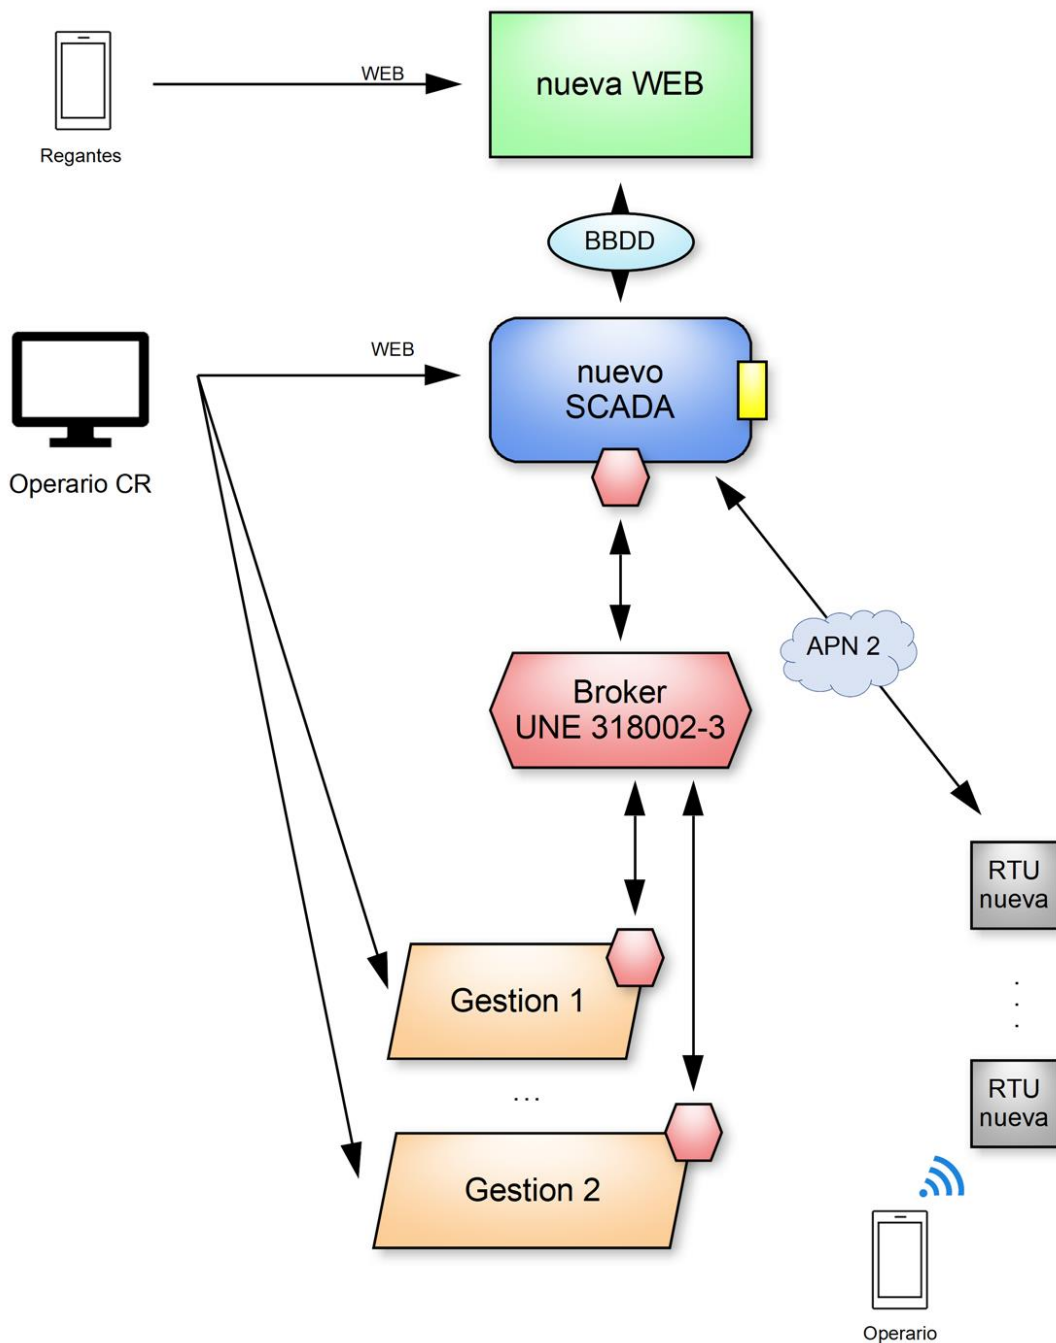 WEB
nueva WEB
Regantes
BBDD
WEB
nuevo
SCADA
Operario CR
APN 2
Broker
UNE 318002-3
RTU
nueva
Gestion 1
...
RTU
nueva
Gestion 2
Operario